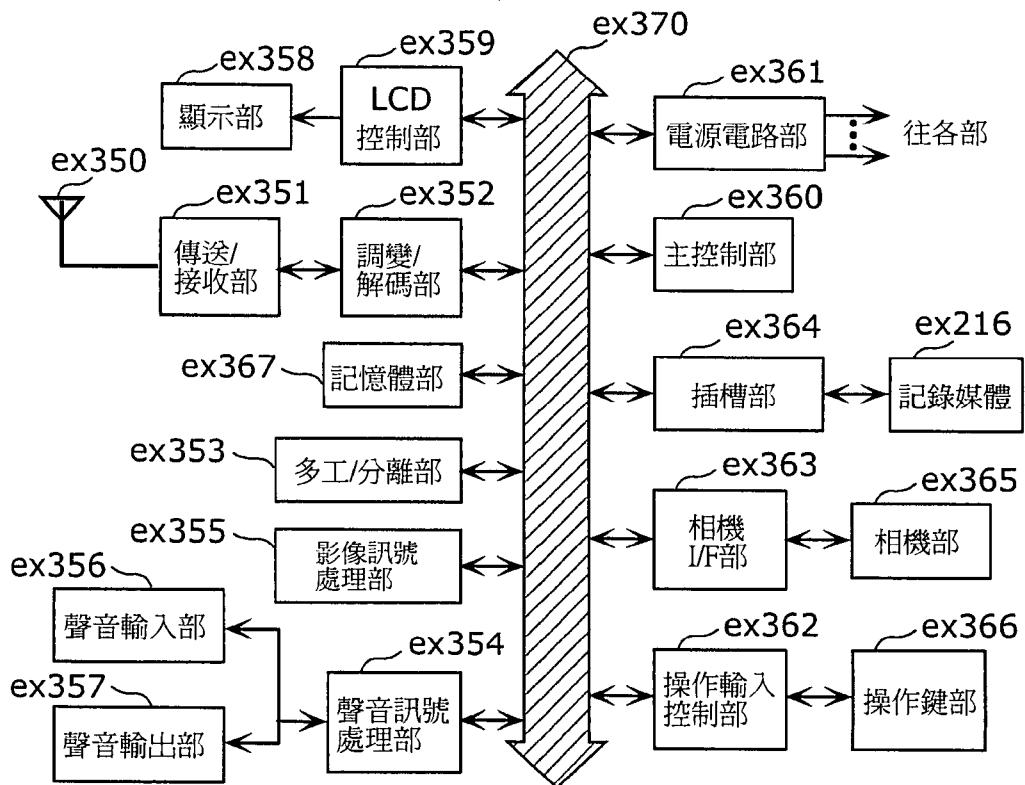 ex370
ex359
ex358
LCD
控制部
顯示部
ex361
電源電路部
往各部
ex350
ex351
傳送/
接收部
ex352
調變/
解碼部
ex360
主控制部
ex367
記憶體部
ex364
插槽部
ex216
記錄媒體
ex353
多工/分離部
ex363
相機
I/F部
ex365
相機部
ex355
影像訊號
處理部
ex356
聲音輸入部
ex357
聲音輸出部
ex354
聲音訊號
處理部
ex362
操作輸入
控制部
ex366
操作鍵部